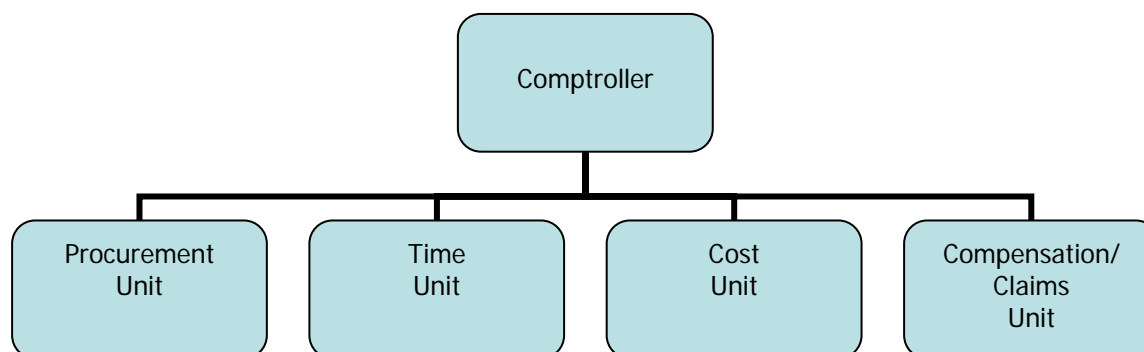 Comptroller
Procurement
Unit
Time
Unit
Cost
Unit
Compensation/
Claims
Unit